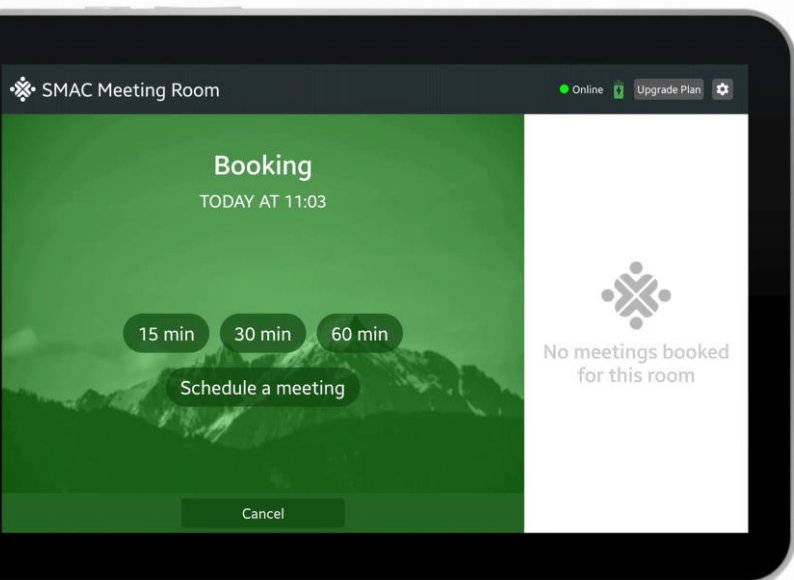 SMAC Meeting Room
Online
Upgrade Plan
Booking
TODAY AT 11:03
15 min 30 min 60 min
Schedule a meeting
Cancel
No meetings booked
for this room